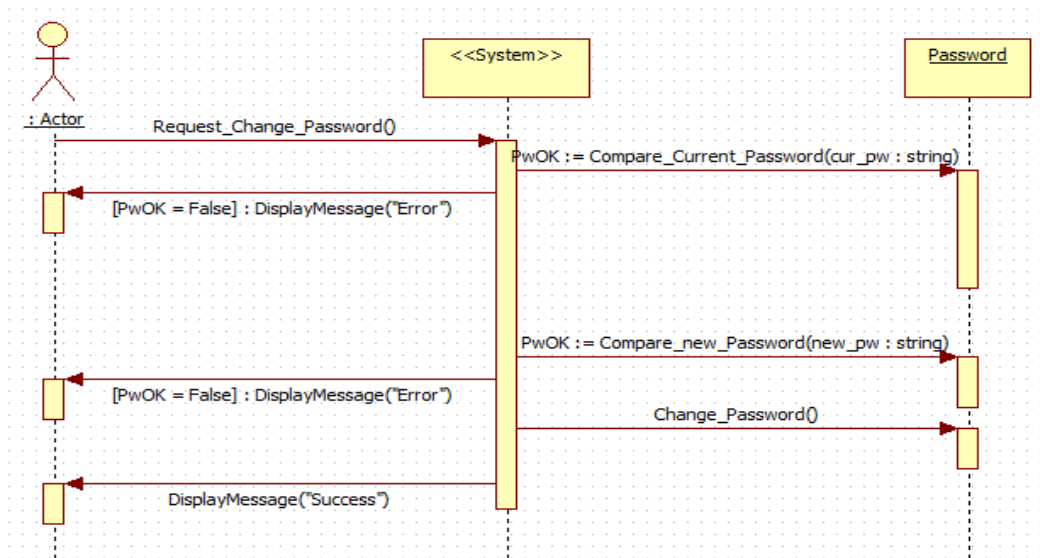 <<System>>
Password
: Actor
Request_Change_Password()
PwOK := Compare_Current_Password(cur_pw : string)
[PwOK = False] : DisplayMessage("Error")
PwOK := Compare_new_Password(new_pw : string)
[PwOK = False] : DisplayMessage("Error")
Change_Password()
DisplayMessage("Success")